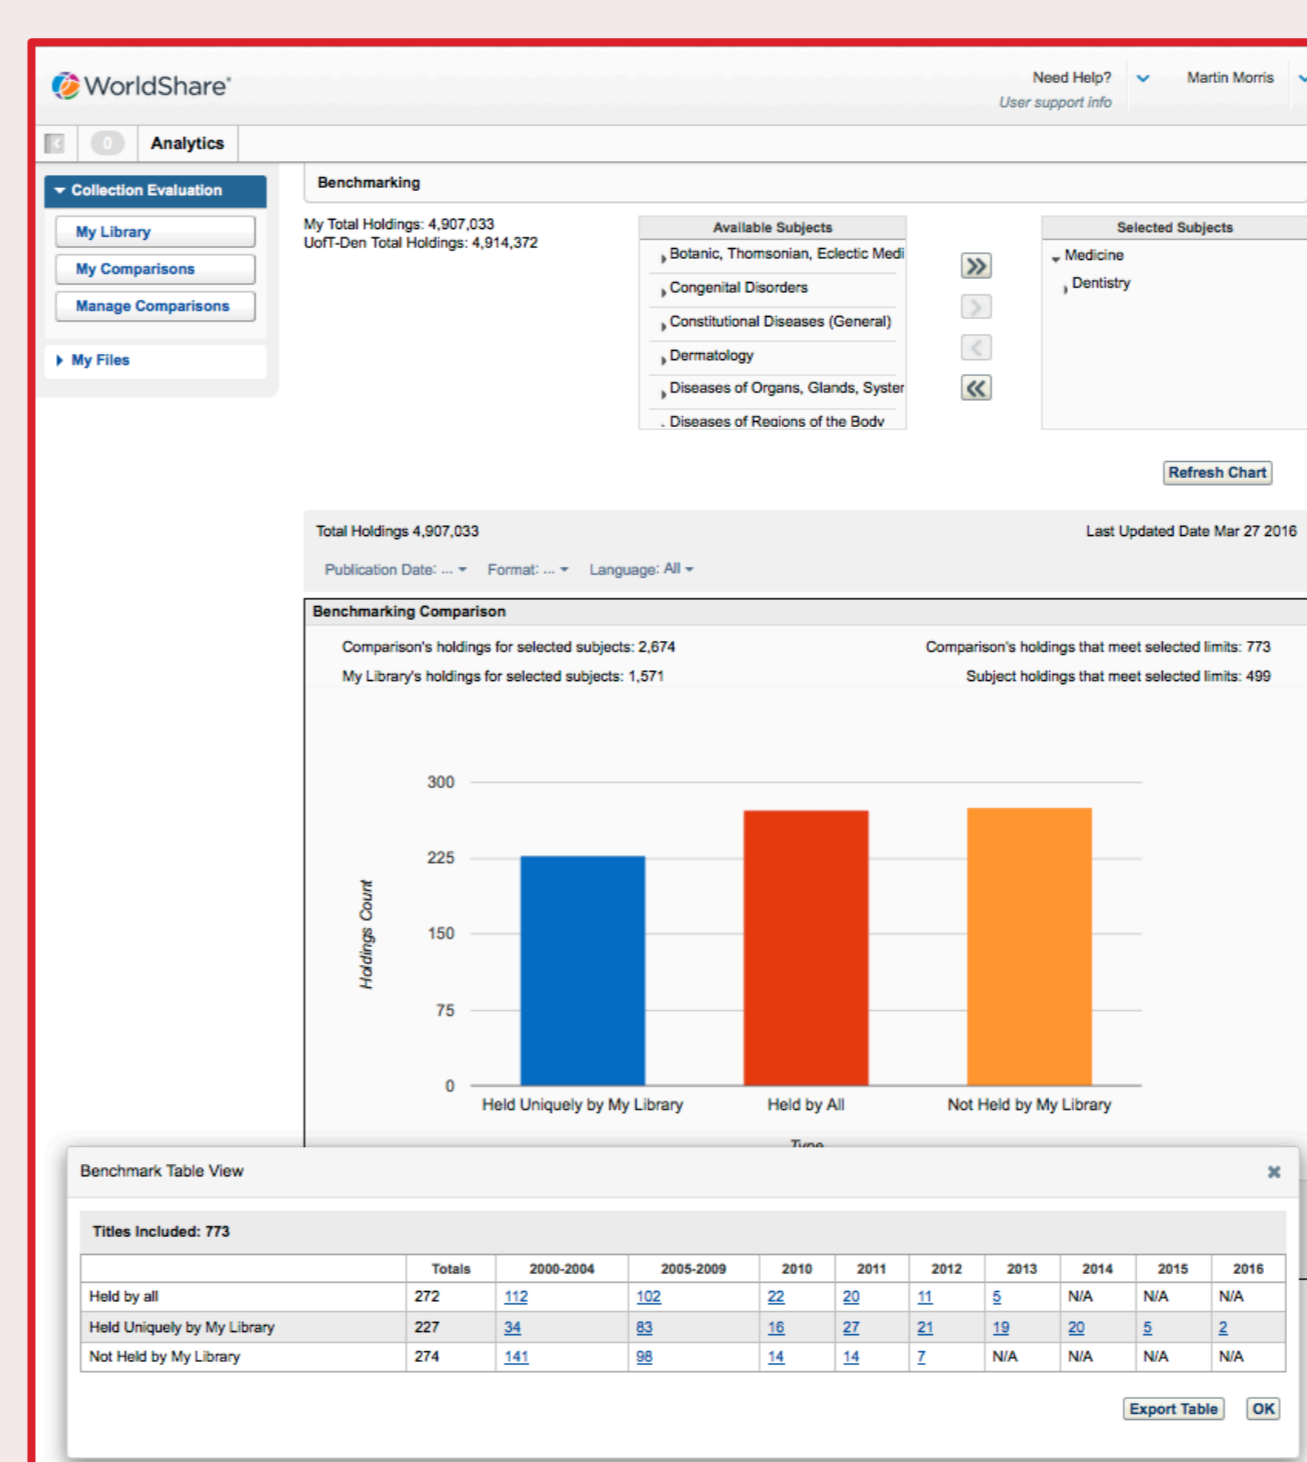 WorldShare®
Need Help?
Martin Morris
User support info
0
Analytics
Collection Evaluation
My Library
My Comparisons
Manage Comparisons
My Files
Benchmarking
My Total Holdings: 4,907,033
UofT-Den Total Holdings: 4,914,372
Available Subjects
Botanic, Thomsonian, Eclectic Medi
Congenital Disorders
Constitutional Diseases (General)
Dermatology
Diseases of Organs, Glands, Syster
Diseases of Regions of the Body
Selected Subjects
Medicine
Dentistry
Refresh Chart
Total Holdings 4,907,033
Last Updated Date Mar 27 2016
Publication Date: ... Format: ... Language: All
Benchmarking Comparison
Comparison's holdings for selected subjects: 2,674
Comparison's holdings that meet selected limits: 773
My Library's holdings for selected subjects: 1,571
Subject holdings that meet selected limits: 499
300
225
150
75
0
Holdings Count
Held Uniquely by My Library
Held by All
Not Held by My Library
Type
Benchmark Table View
Titles Included: 773
Totals 2000-2004 2005-2009 2010 2011 2012 2013 2014 2015 2016
Held by all 272 112 102 22 20 11 5 N/A N/A N/A
Held Uniquely by My Library 227 34 83 16 27 21 19 20 5 2
Not Held by My Library 274 141 98 14 14 7 N/A N/A N/A N/A
Export Table
OK